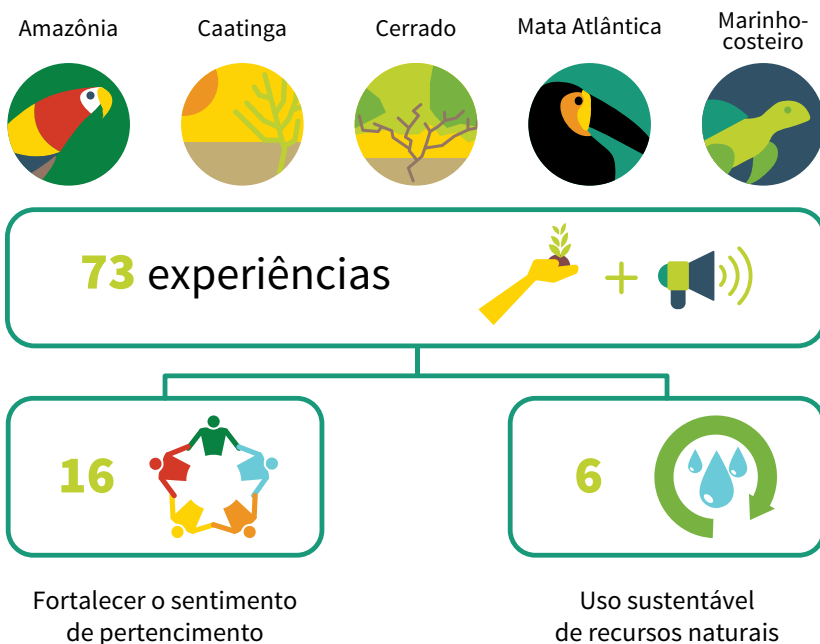 Amazônia
Caatinga
Cerrado
Mata Atlântica
Marinho-
costeiro
73 experiências
16
6
Fortalecer o sentimento
de pertencimento
Uso sustentável
de recursos naturais